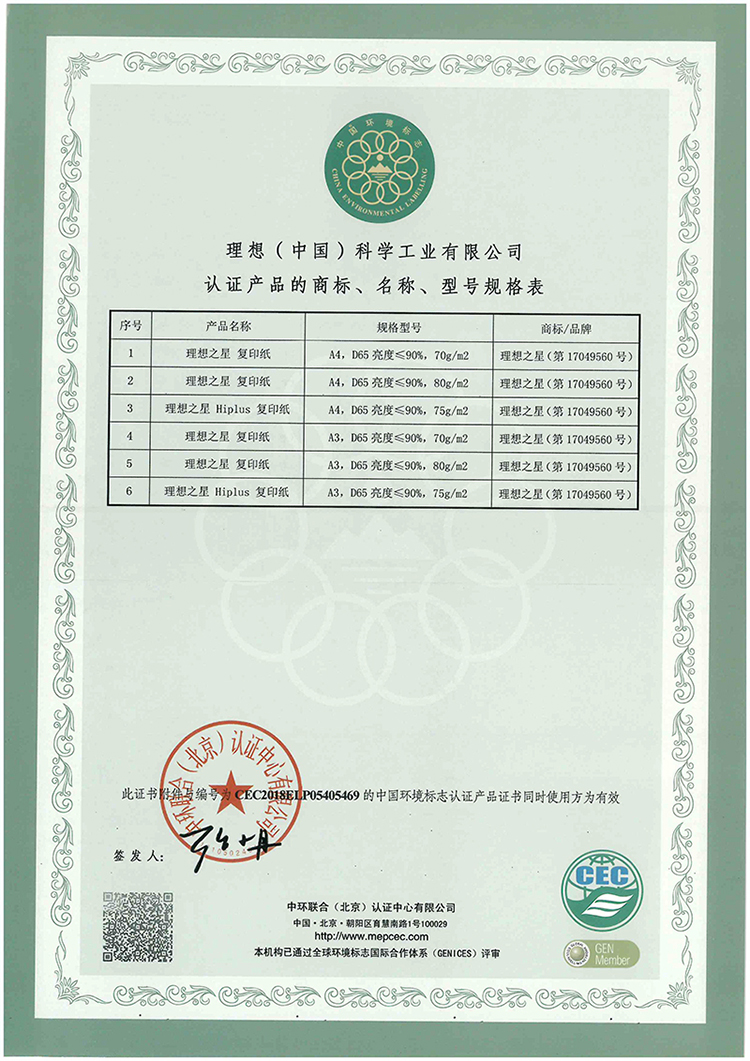 中国环境标志
CHINA ENVIRONMENTAL LABELLING
理想（中国）科学工业有限公司
认证产品的商标、名称、型号规格表
序号 产品名称 规格型号 商标/品牌
1 理想之星 复印纸 A4，D65 亮度≤90%，70g/m2 理想之星（第 17049560 号）
2 理想之星 复印纸 A4，D65 亮度≤90%，80g/m2 理想之星（第 17049560 号）
3 理想之星 Hiplus 复印纸 A4，D65 亮度≤90%，75g/m2 理想之星（第 17049560 号）
4 理想之星 复印纸 A3，D65 亮度≤90%，70g/m2 理想之星（第 17049560 号）
5 理想之星 复印纸 A3，D65 亮度≤90%，80g/m2 理想之星（第 17049560 号）
6 理想之星 Hiplus 复印纸 A3，D65 亮度≤90%，75g/m2 理想之星（第 17049560 号）
中环联合（北京）认证中心有限公司
此证书附件与编号为 CEC2018ELP05405469 的中国环境标志认证产品证书同时使用方为有效
签 发 人：
CEC
中环联合（北京）认证中心有限公司
中国·北京·朝阳区育慧南路1号100029
http://www.mepcec.com
本机构已通过全球环境标志国际合作体系（GENICES）评审
GEN
Member